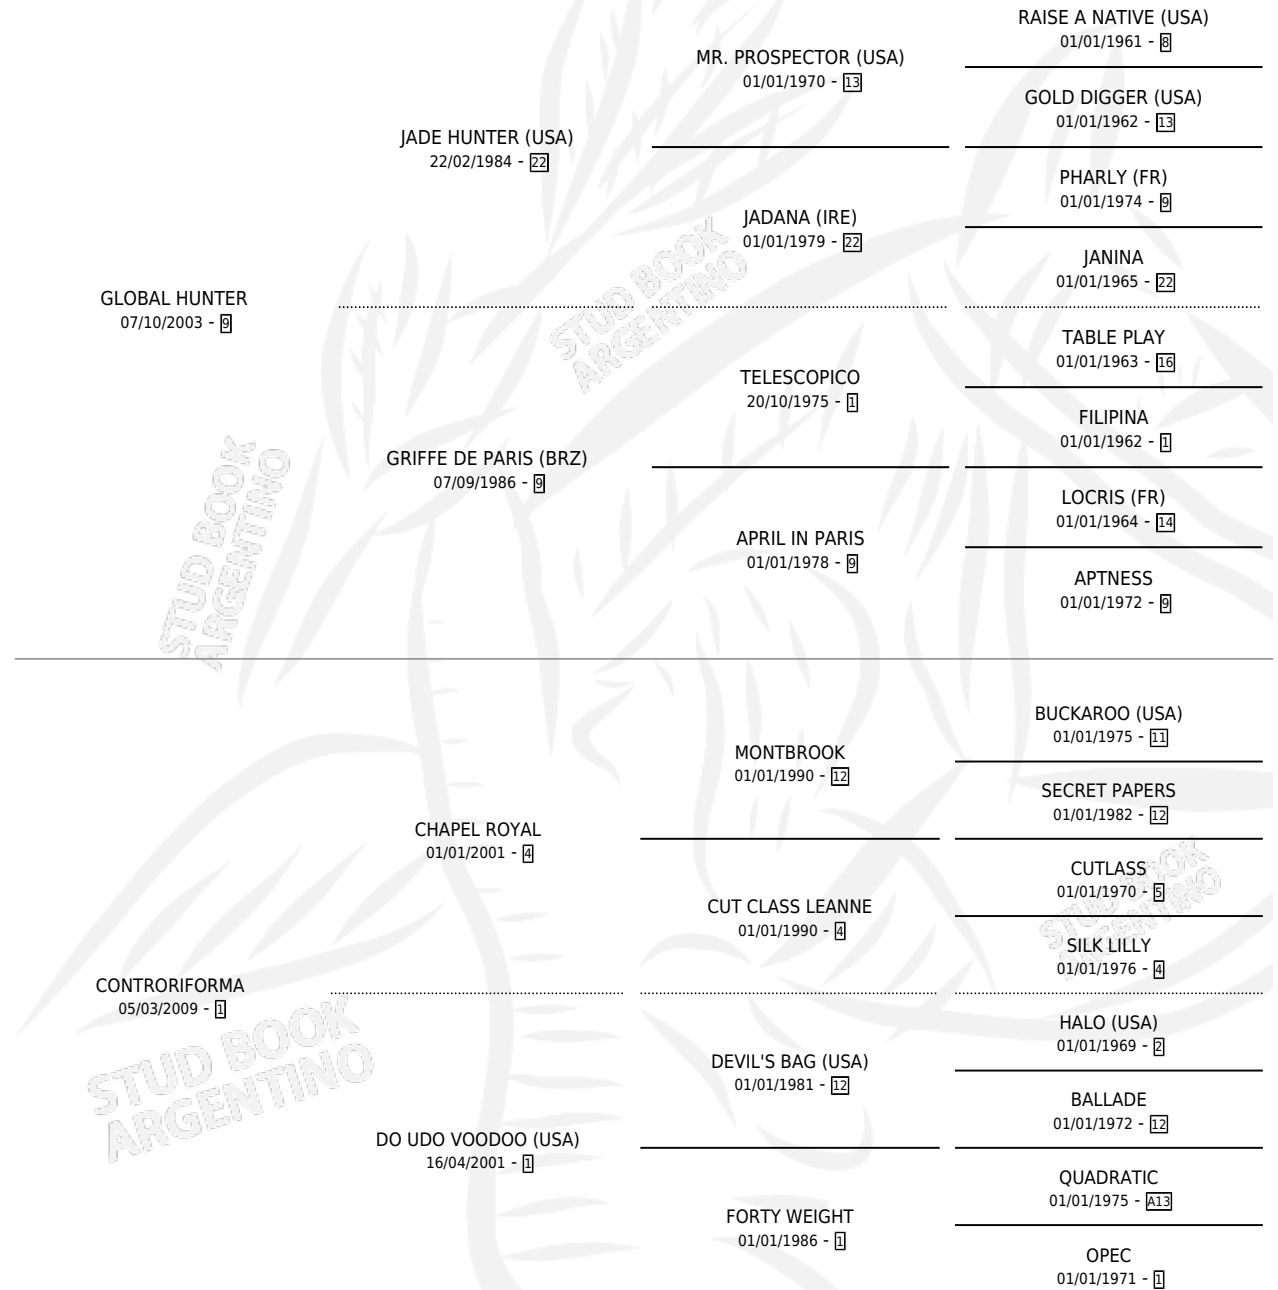 RAISE A NATIVE (USA)
01/01/1961 - 8
MR. PROSPECTOR (USA)
01/01/1970 - 13
GOLD DIGGER (USA)
01/01/1962 - 13
JADE HUNTER (USA)
22/02/1984 - 22
PHARLY (FR)
01/01/1974 - 9
JADANA (IRE)
01/01/1979 - 22
JANINA
01/01/1965 - 22
GLOBAL HUNTER
07/10/2003 - 9
TABLE PLAY
01/01/1963 - 16
TELESCOPICO
20/10/1975 - 1
FILIPINA
01/01/1962 - 1
GRIFFE DE PARIS (BRZ)
07/09/1986 - 9
LOCRIS (FR)
01/01/1964 - 14
APRIL IN PARIS
01/01/1978 - 9
APTNESS
01/01/1972 - 9
BUCKAROO (USA)
01/01/1975 - 11
MONTBROOK
01/01/1990 - 12
SECRET PAPERS
01/01/1982 - 12
CHAPEL ROYAL
01/01/2001 - 4
CUTLASS
01/01/1970 - 5
CUT CLASS LEANNE
01/01/1990 - 4
SILK LILLY
01/01/1976 - 4
CONTRORIFORMA
05/03/2009 - 1
HALO (USA)
01/01/1969 - 2
DEVIL'S BAG (USA)
01/01/1981 - 12
BALLADE
01/01/1972 - 12
DO UDO VOODOO (USA)
16/04/2001 - 1
QUADRATIC
01/01/1975 - A13
FORTY WEIGHT
01/01/1986 - 1
OPEC
01/01/1971 - 1
STUD BOOK
ARGENTINO
STUD BOOK
ARGENTINO
STUD BOOK
ARGENTINO
STUD BOOK
ARGENTINO